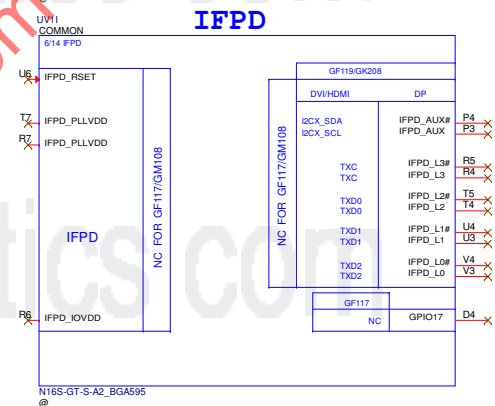 IFPD
UV1I
COMMON
6/14 IFPD
GF119/GK208
DVI/HDMI DP
U6 IFPD_RSET
T7 IFPD_PLLVDD
R7 IFPD_PLLVDD
R6 IFPD_IOVDD
IFPD
NC FOR GF117/GM108
NC FOR GF117/GM108
I2CX_SDA IFPD_AUX# P4
I2CX_SCL IFPD_AUX P3
TXC IFPD_L3# R5
TXC IFPD_L3 R4
TXD0 IFPD_L2# T5
TXD0 IFPD_L2 T4
TXD1 IFPD_L1# U4
TXD1 IFPD_L1 U3
TXD2 IFPD_L0# V4
TXD2 IFPD_L0 V3
GF117
NC GPIO17 D4
N16S-GT-S-A2_BGA595
@
tics com